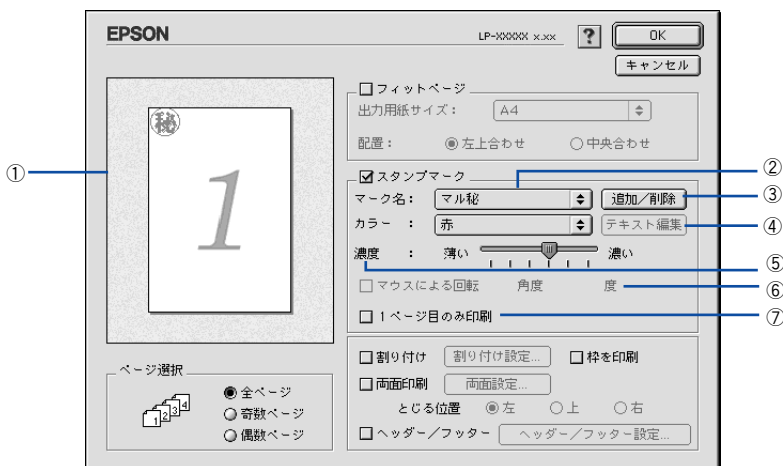 EPSON
LP-XXXXX x.xx
?
OK
キャンセル
秘
1
①
フィットページ
出力用紙サイズ： A4
配置： 左上合わせ 中央合わせ
スタンプマーク
②
マーク名： マル秘 追加／削除
③
カラー ： 赤 テキスト編集
④
濃度 ： 薄い 濃い
⑤
マウスによる回転 角度 度
⑥
1ページ目のみ印刷
⑦
割り付け 割り付け設定... 枠を印刷
両面印刷 両面設定...
とじる位置 左 上 右
ヘッダー／フッター ヘッダー／フッター設定...
ページ選択
1 2 3 4
全ページ
奇数ページ
偶数ページ